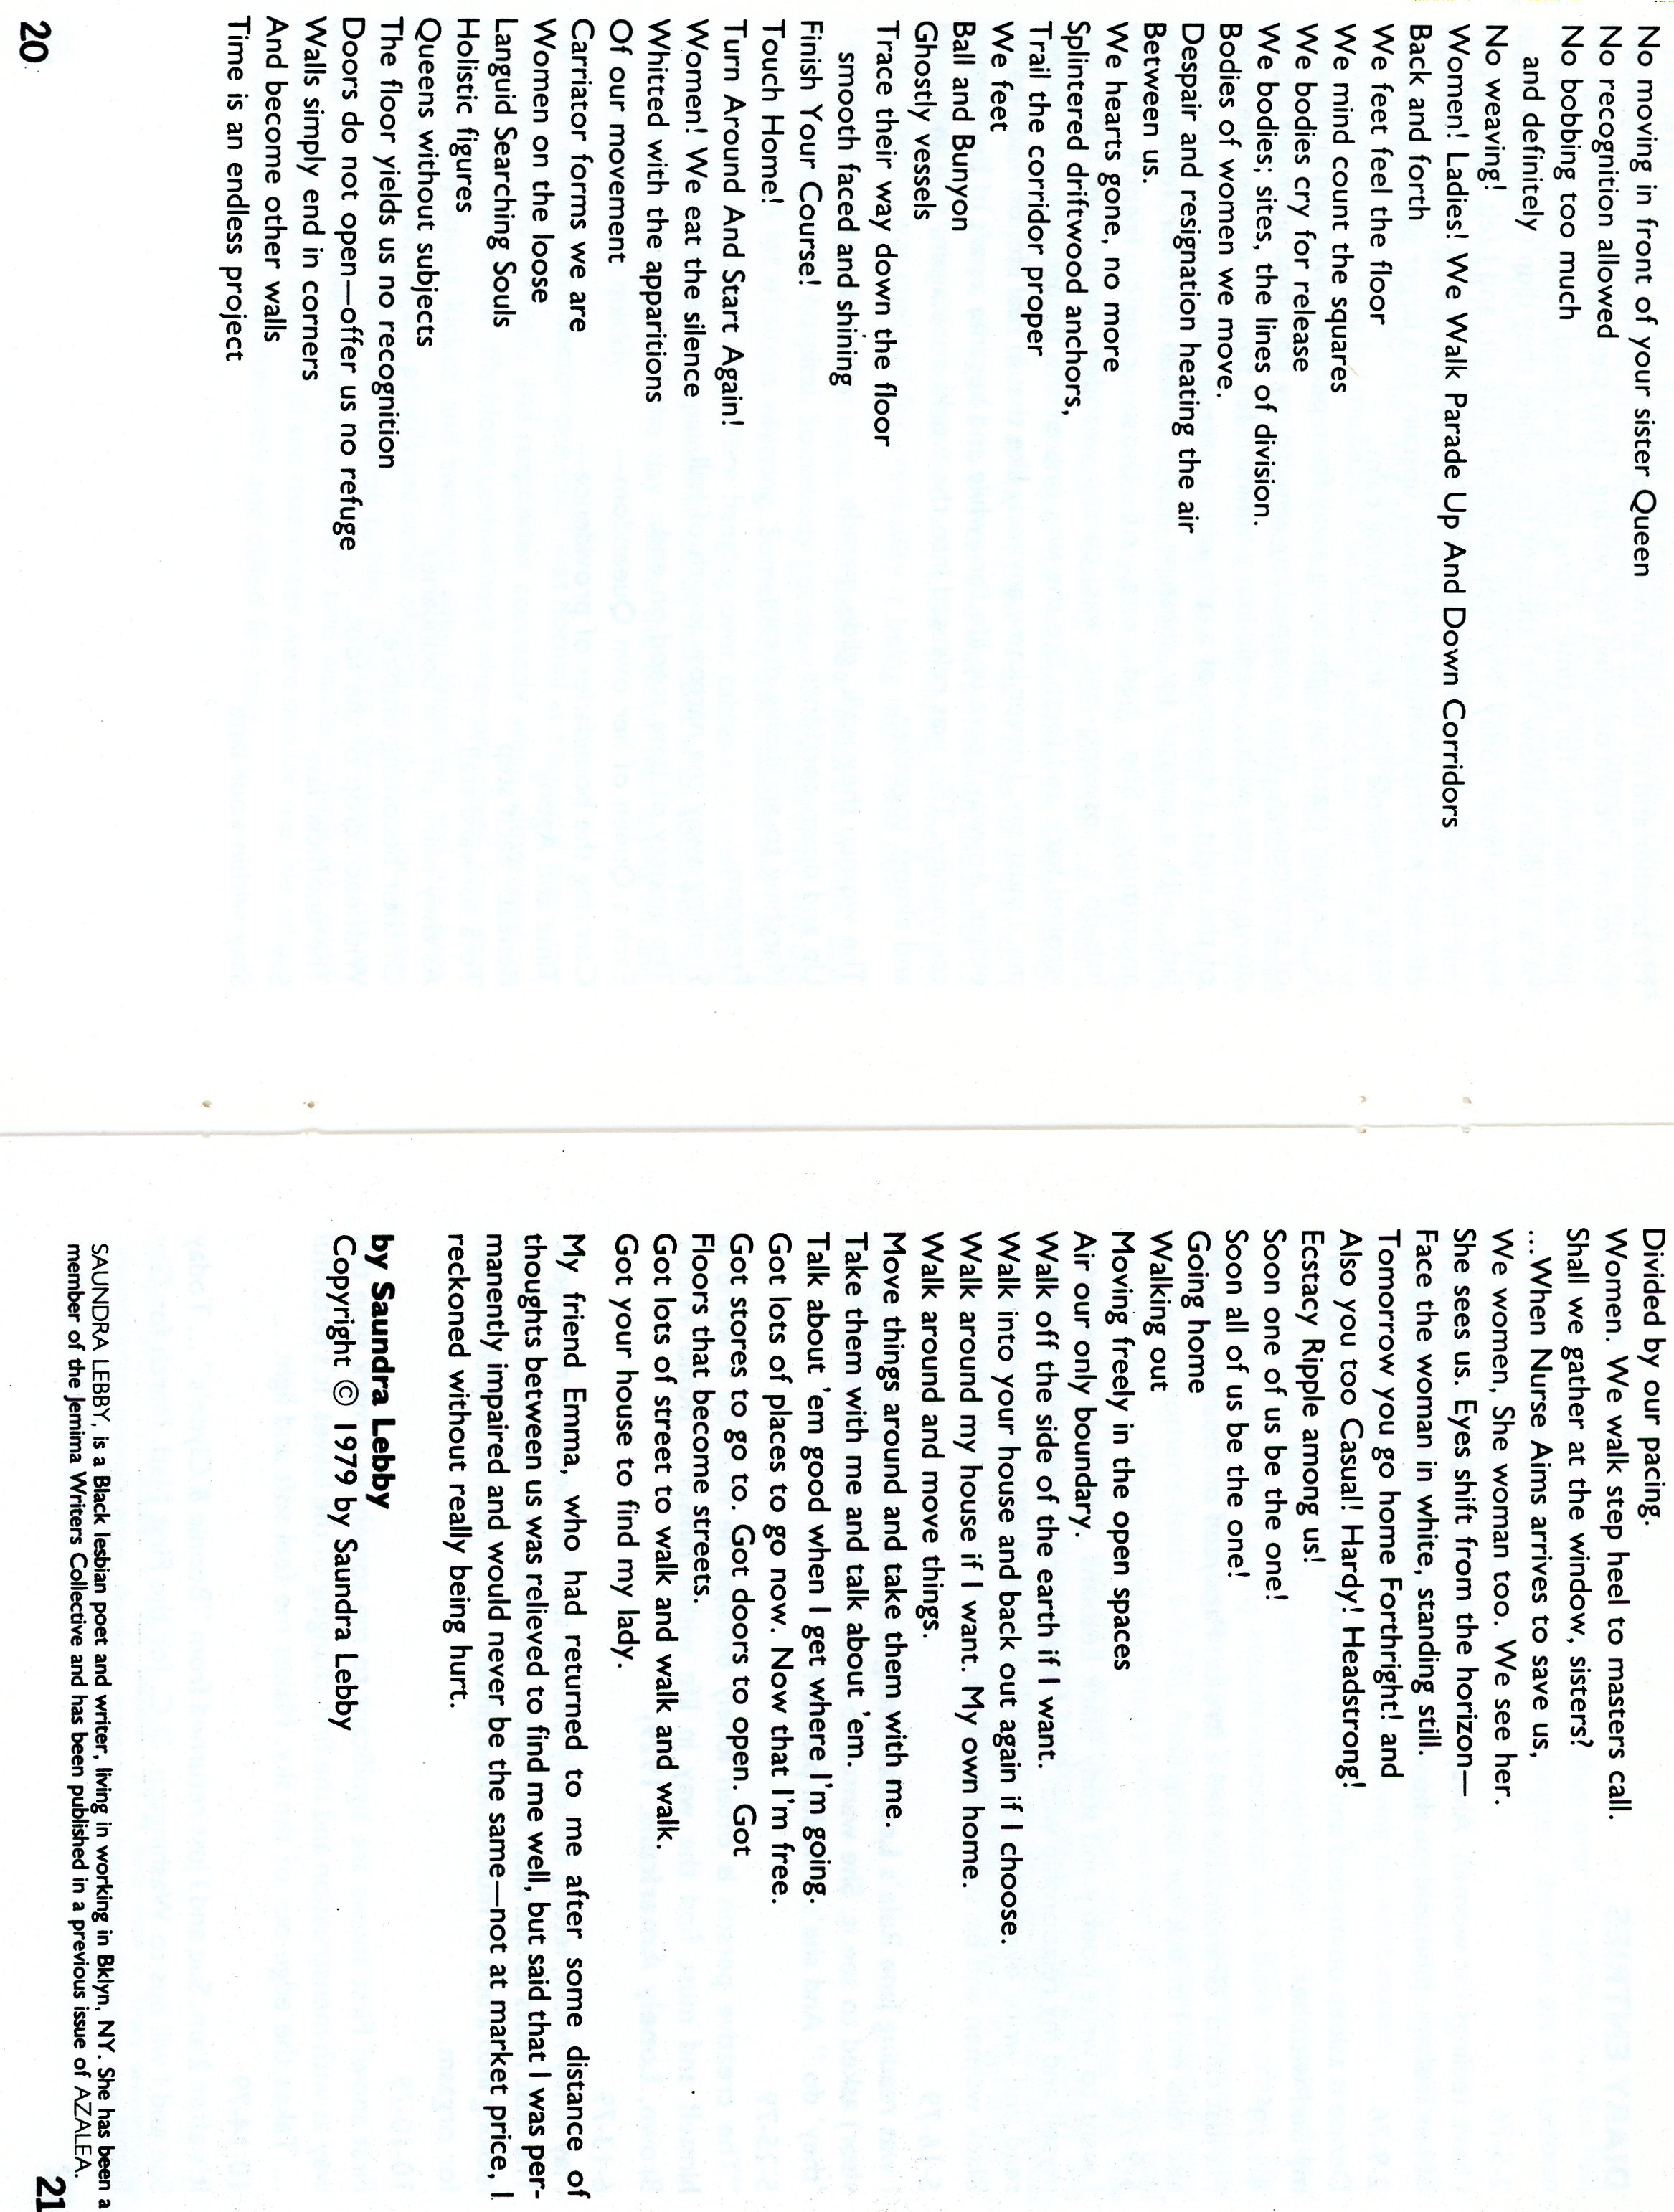 No moving in front of your sister Queen
No recognition allowed
No bobbing too much
and definitely
No weaving!
Women! Ladies! We Walk Parade Up And Down Corridors
Back and forth
We feet feel the floor
We mind count the squares
We bodies cry for release
We bodies; sites, the lines of division.
Bodies of women we move.
Despair and resignation heating the air
Between us.
We hearts gone, no more
Splintered driftwood anchors,
Trail the corridor proper
We feet
Ball and Bunyon
Ghostly vessels
Trace their way down the floor
smooth faced and shining
Finish Your Course!
Touch Home!
Turn Around And Start Again!
Women! We eat the silence
Whitted with the apparitions
Of our movement
Carriator forms we are
Women on the loose
Languid Searching Souls
Holistic figures
Queens without subjects
The floor yields us no recognition
Doors do not open—offer us no refuge
Walls simply end in corners
And become other walls
Time is an endless project
20
Divided by our pacing.
Women. We walk step heel to masters call.
Shall we gather at the window, sisters?
...When Nurse Aims arrives to save us,
We women, She woman too. We see her.
She sees us. Eyes shift from the horizon—
Face the woman in white, standing still.
Tomorrow you go home Forthright! and
Also you too Casual! Hardy! Headstrong!
Ecstacy Ripple among us!
Soon one of us be the one!
Soon all of us be the one!
Going home
Walking out
Moving freely in the open spaces
Air our only boundary.
Walk off the side of the earth if I want.
Walk into your house and back out again if I choose.
Walk around my house if I want. My own home.
Walk around and move things.
Move things around and take them with me.
Take them with me and talk about 'em.
Talk about 'em good when I get where I'm going.
Got lots of places to go now. Now that I'm free.
Got stores to go to. Got doors to open. Got
Floors that become streets.
Got lots of street to walk and walk and walk.
Got your house to find my lady.
My friend Emma, who had returned to me after some distance of
thoughts between us was relieved to find me well, but said that I was per-
manently impaired and would never be the same—not at market price, I
reckoned without really being hurt.
by Saundra Lebby
Copyright © 1979 by Saundra Lebby
SAUNDRA LEBBY, is a Black lesbian poet and writer, living in working in Bklyn, NY. She has been a
member of the Jemima Writers Collective and has been published in a previous issue of AZALEA.
21